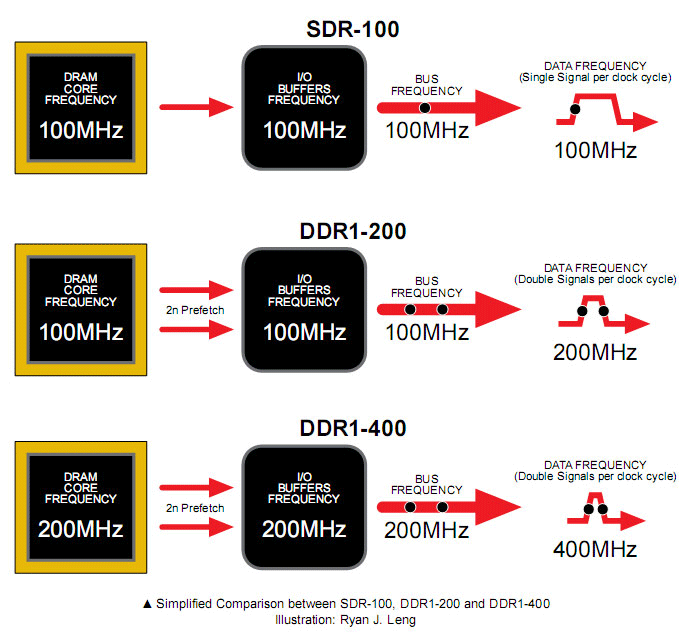 SDR-100
DRAM
CORE
FREQUENCY
100MHz
I/O
BUFFERS
FREQUENCY
100MHz
BUS
FREQUENCY
100MHz
DATA FREQUENCY
(Single Signal per clock cycle)
100MHz
DDR1-200
DRAM
CORE
FREQUENCY
100MHz
2n Prefetch
I/O
BUFFERS
FREQUENCY
100MHz
BUS
FREQUENCY
100MHz
DATA FREQUENCY
(Double Signals per clock cycle)
200MHz
DDR1-400
DRAM
CORE
FREQUENCY
200MHz
2n Prefetch
I/O
BUFFERS
FREQUENCY
200MHz
BUS
FREQUENCY
200MHz
DATA FREQUENCY
(Double Signals per clock cycle)
400MHz
▲ Simplified Comparison between SDR-100, DDR1-200 and DDR1-400
Illustration: Ryan J. Leng